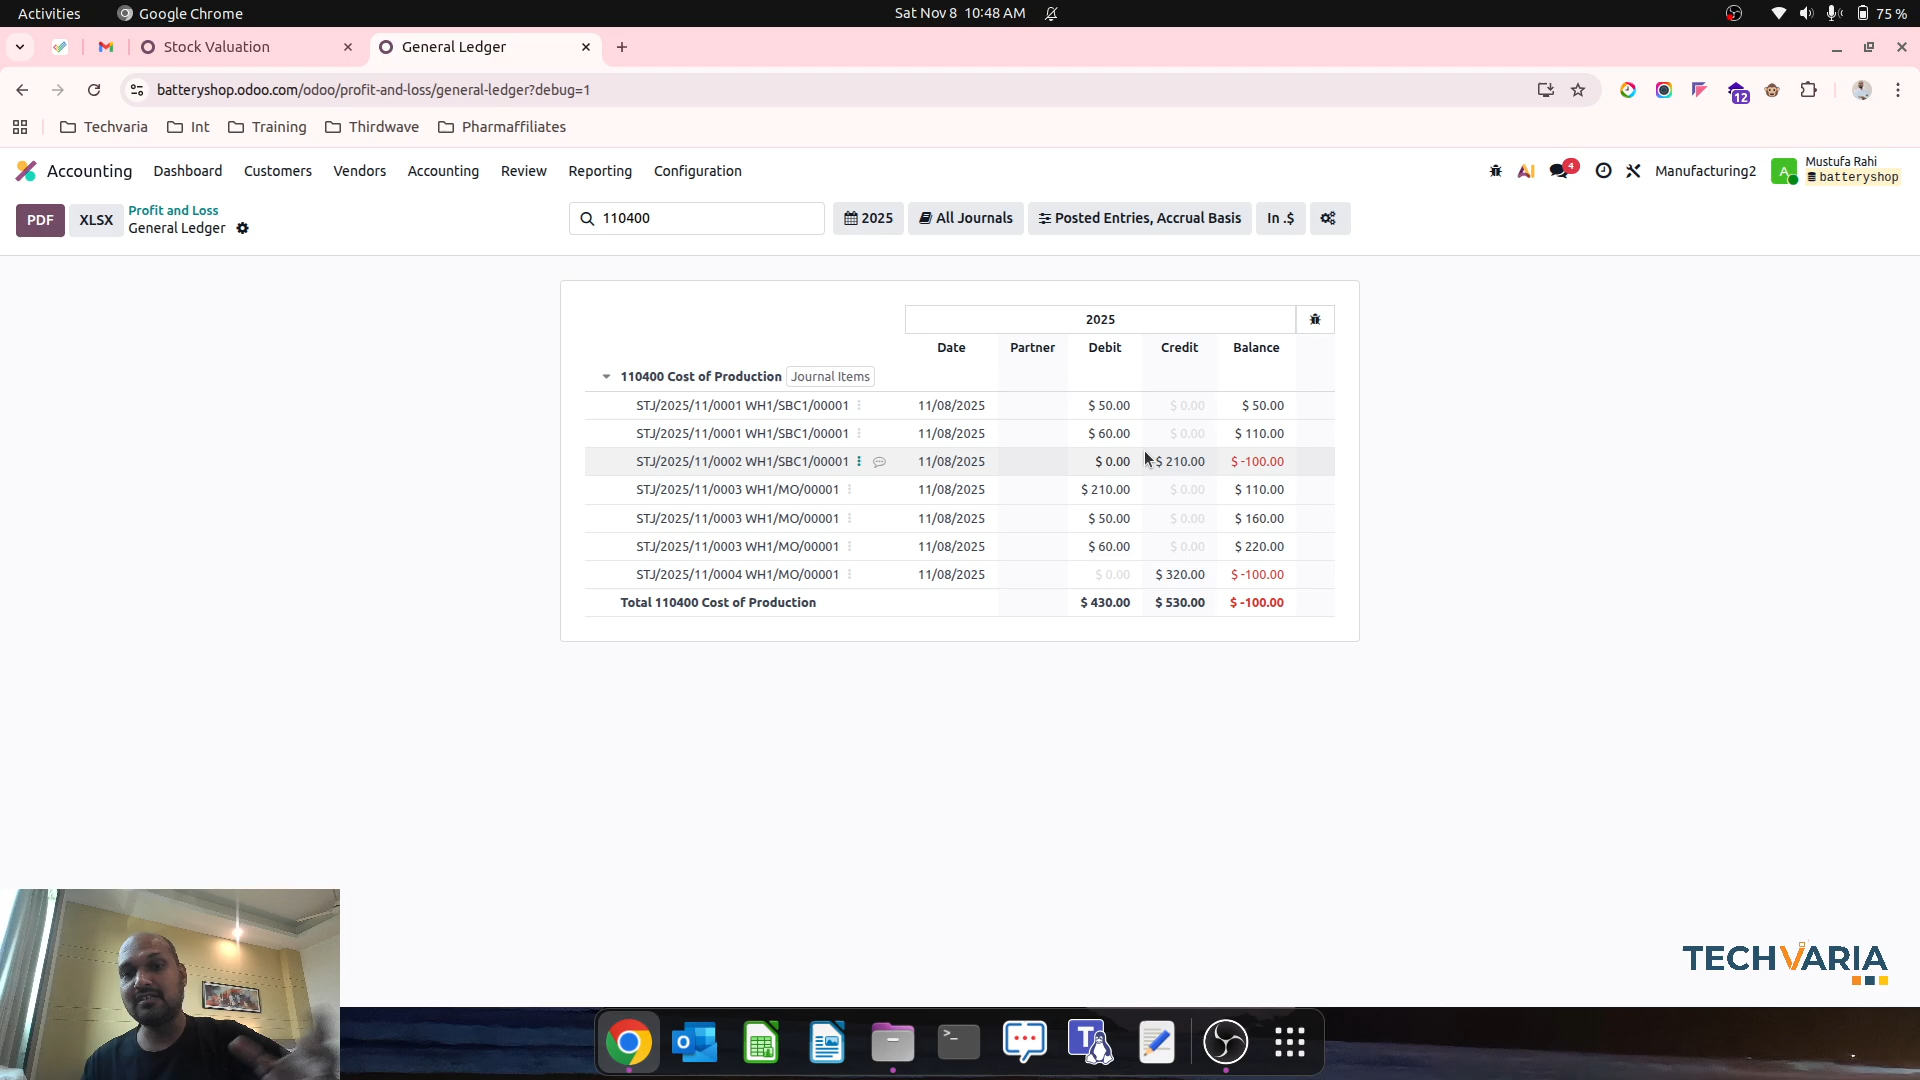 Activities
Google Chrome
Sat Nov 8 10:48 AM
75 %
Stock Valuation
General Ledger
batteryshop.odoo.com/odoo/profit-and-loss/general-ledger?debug=1
12
Techvaria
Int
Training
Thirdwave
Pharmaffiliates
Accounting
Dashboard
Customers
Vendors
Accounting
Review
Reporting
Configuration
AI
4
Manufacturing2
A
Mustufa Rahi
batteryshop
PDF
XLSX
Profit and Loss
General Ledger
110400
2025
All Journals
Posted Entries, Accrual Basis
In .$
2025
Date Partner Debit Credit Balance
110400 Cost of Production Journal Items
STJ/2025/11/0001 WH1/SBC1/00001 11/08/2025 $ 50.00 $ 0.00 $ 50.00
STJ/2025/11/0001 WH1/SBC1/00001 11/08/2025 $ 60.00 $ 0.00 $ 110.00
STJ/2025/11/0002 WH1/SBC1/00001 11/08/2025 $ 0.00 $ 210.00 $ -100.00
STJ/2025/11/0003 WH1/MO/00001 11/08/2025 $ 210.00 $ 0.00 $ 110.00
STJ/2025/11/0003 WH1/MO/00001 11/08/2025 $ 50.00 $ 0.00 $ 160.00
STJ/2025/11/0003 WH1/MO/00001 11/08/2025 $ 60.00 $ 0.00 $ 220.00
STJ/2025/11/0004 WH1/MO/00001 11/08/2025 $ 0.00 $ 320.00 $ -100.00
Total 110400 Cost of Production $ 430.00 $ 530.00 $ -100.00
TECHVARIA